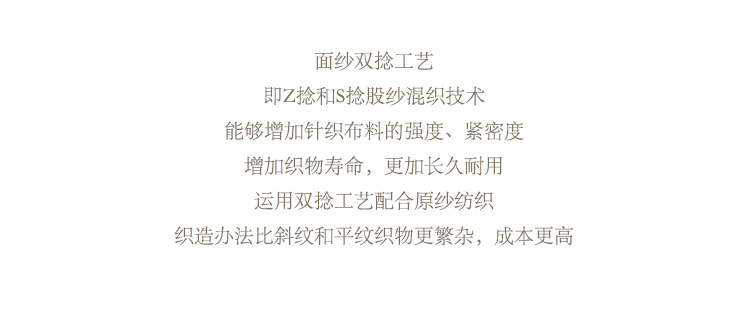 面纱双捻工艺
即Z捻和S捻股纱混织技术
能够增加针织布料的强度、紧密度
增加织物寿命，更加长久耐用
运用双捻工艺配合原纱纺织
织造办法比斜纹和平纹织物更繁杂，成本更高